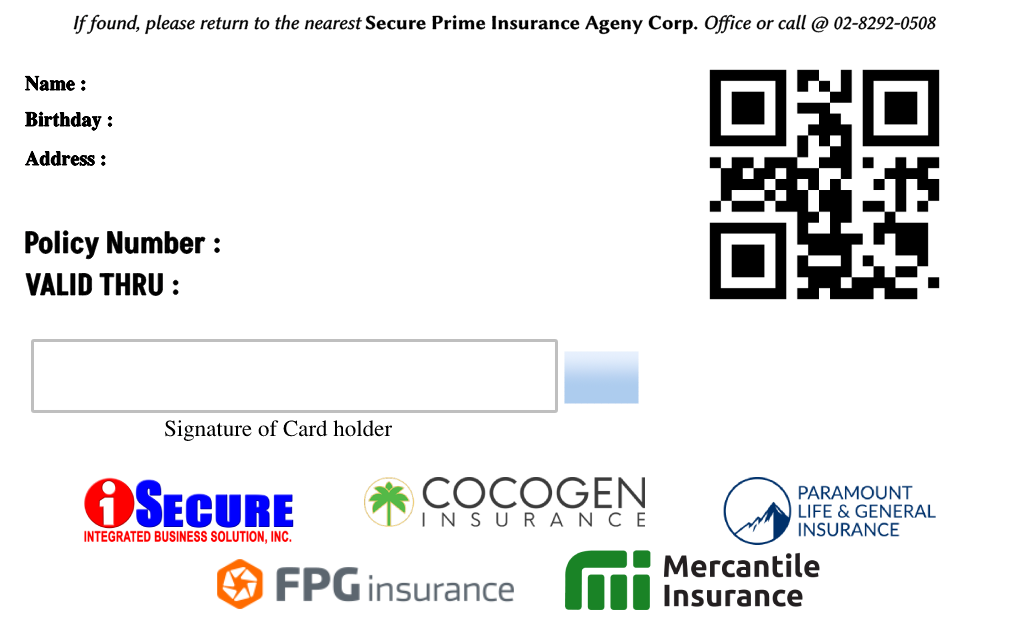 If found, please return to the nearest Secure Prime Insurance Ageny Corp. Office or call @ 02-8292-0508
Name :
Birthday :
Address :
Policy Number :
VALID THRU :
Signature of Card holder
iSECURE
INTEGRATED BUSINESS SOLUTION, INC.
COCOGEN
INSURANCE
PARAMOUNT
LIFE & GENERAL
INSURANCE
FPG insurance
Mercantile
Insurance